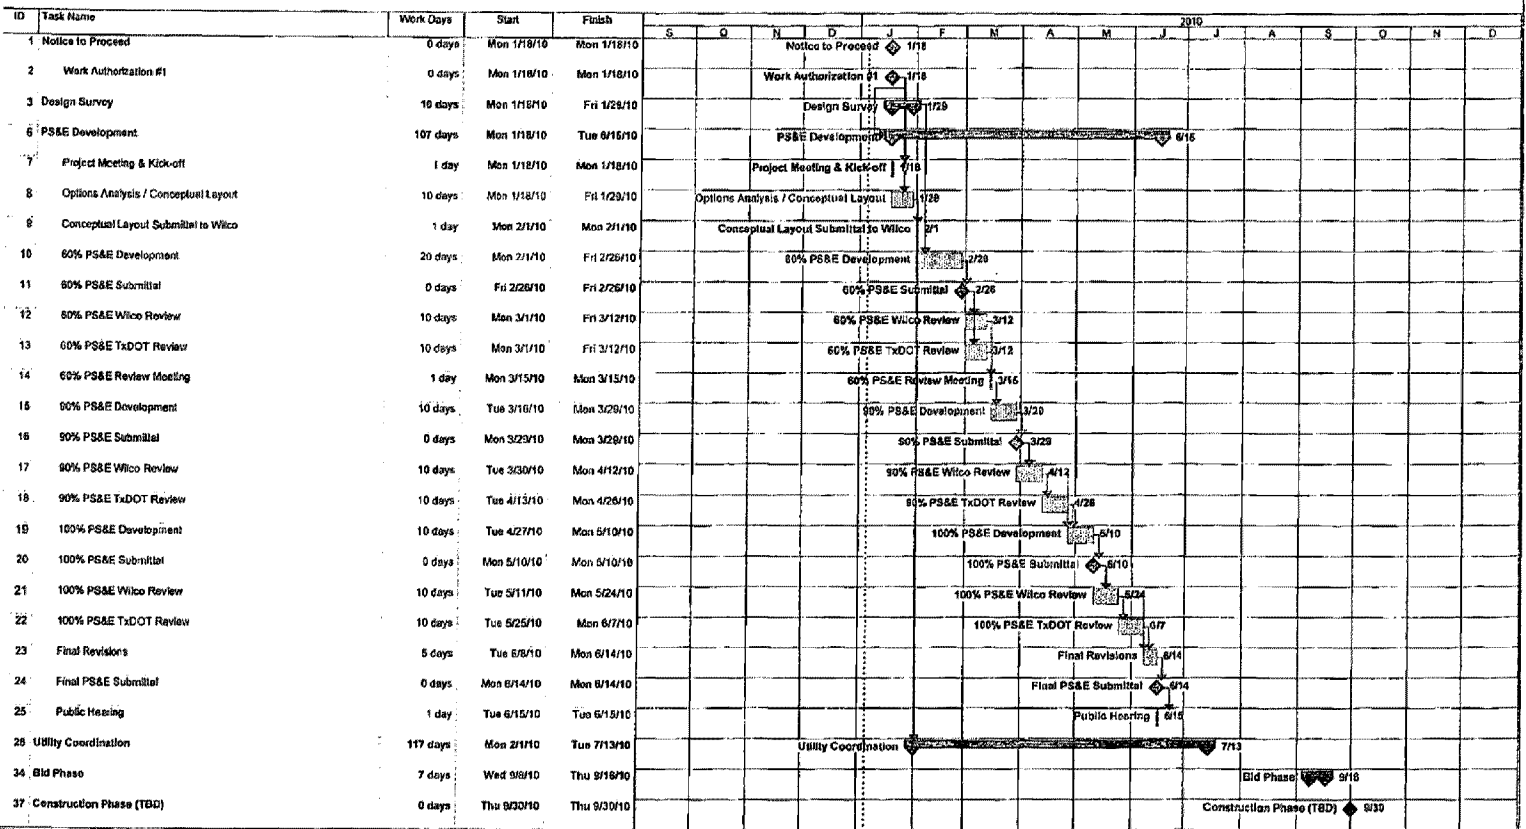 ID Task Name Work Days Start Finish 2010
S O N D J F M A M J J A S O N D
1 Notice to Proceed 0 days Mon 1/18/10 Mon 1/18/10 Notice to Proceed 1/18
2 Work Authorization #1 0 days Mon 1/18/10 Mon 1/18/10 Work Authorization #1 1/18
3 Design Survey 10 days Mon 1/18/10 Fri 1/29/10 Design Survey 1/29
6 PS&E Development 107 days Mon 1/18/10 Tue 6/15/10 PS&E Development 6/15
7 Project Meeting & Kick-off 1 day Mon 1/18/10 Mon 1/18/10 Project Meeting & Kick-off 1/18
8 Options Analysis / Conceptual Layout 10 days Mon 1/18/10 Fri 1/29/10 Options Analysis / Conceptual Layout 1/29
9 Conceptual Layout Submittal to Wilco 1 day Mon 2/1/10 Mon 2/1/10 Conceptual Layout Submittal to Wilco 2/1
10 60% PS&E Development 20 days Mon 2/1/10 Fri 2/26/10 60% PS&E Development 2/26
11 60% PS&E Submittal 0 days Fri 2/26/10 Fri 2/26/10 60% PS&E Submittal 2/26
12 60% PS&E Wilco Review 10 days Mon 3/1/10 Fri 3/12/10 60% PS&E Wilco Review 3/12
13 60% PS&E TxDOT Review 10 days Mon 3/1/10 Fri 3/12/10 60% PS&E TxDOT Review 3/12
14 60% PS&E Review Meeting 1 day Mon 3/15/10 Mon 3/15/10 60% PS&E Review Meeting 3/15
15 90% PS&E Development 10 days Tue 3/16/10 Mon 3/29/10 90% PS&E Development 3/29
16 90% PS&E Submittal 0 days Mon 3/29/10 Mon 3/29/10 90% PS&E Submittal 3/29
17 90% PS&E Wilco Review 10 days Tue 3/30/10 Mon 4/12/10 90% PS&E Wilco Review 4/12
18 90% PS&E TxDOT Review 10 days Tue 4/13/10 Mon 4/26/10 90% PS&E TxDOT Review 4/26
19 100% PS&E Development 10 days Tue 4/27/10 Mon 5/10/10 100% PS&E Development 5/10
20 100% PS&E Submittal 0 days Mon 5/10/10 Mon 5/10/10 100% PS&E Submittal 5/10
21 100% PS&E Wilco Review 10 days Tue 5/11/10 Mon 5/24/10 100% PS&E Wilco Review 5/24
22 100% PS&E TxDOT Review 10 days Tue 5/25/10 Mon 6/7/10 100% PS&E TxDOT Review 6/7
23 Final Revisions 5 days Tue 6/8/10 Mon 6/14/10 Final Revisions 6/14
24 Final PS&E Submittal 0 days Mon 6/14/10 Mon 6/14/10 Final PS&E Submittal 6/14
25 Public Hearing 1 day Tue 6/15/10 Tue 6/15/10 Public Hearing 6/15
26 Utility Coordination 117 days Mon 2/1/10 Tue 7/13/10 Utility Coordination 7/13
34 Bid Phase 7 days Wed 9/8/10 Thu 9/16/10 Bid Phase 9/16
37 Construction Phase (TBD) 0 days Thu 9/30/10 Thu 9/30/10 Construction Phase (TBD) 9/30